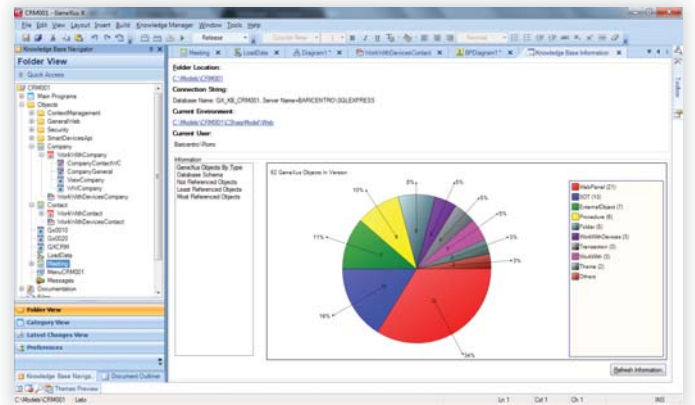 CRM001 - GeneXus X
File Edit View Layout Insert Build Knowledge Manager Window Tools Help
Release
Knowledge Base Navigator
Meeting
LoadData
Diagram1 *
WorkWithDevicesContact
BPDiagram1 *
Knowledge Base Information
Toolbox
Folder View
Quick Access
CRM001
Main Programs
Objects
ContextManagement
GeneralWeb
Security
SmartDevicesApi
Company
WorkWithCompany
CompanyContactWC
CompanyGeneral
ViewCompany
WWCompany
WorkWithDevicesCompany
Contact
WorkWithContact
WorkWithDevicesContact
Gx0010
Gx0020
GXCRM
LoadData
Meeting
MenuCRM001
Messages
Documentation
Files
Folder View
Category View
Latest Changes View
Preferences
Knowledge Base Naviga...
Document Outliner
Themes Preview
Folder Location:
C:\Models\CRM001
Connection String:
Database Name: GX_KB_CRM001, Server Name=BARICENTRO\SQLEXPRESS
Current Environment:
C:\Models\CRM001\CSharpModel\Web
Current User:
Information
GeneXus Objects By Type
Database Schema
Not Referenced Objects
Least Referenced Objects
Most Referenced Objects
62 GeneXus Objects In Version
34%
16%
11%
10%
8%
5%
5%
5%
3%
3%
WebPanel (21)
SDT (10)
ExternalObject (7)
Procedure (6)
Folder (5)
WorkWithDevices (3)
Transaction (3)
WorkWith (3)
Theme (2)
Others
Refresh Information
C:\Models\CRM001
Ln 1
Col 1
Ch 1
INS